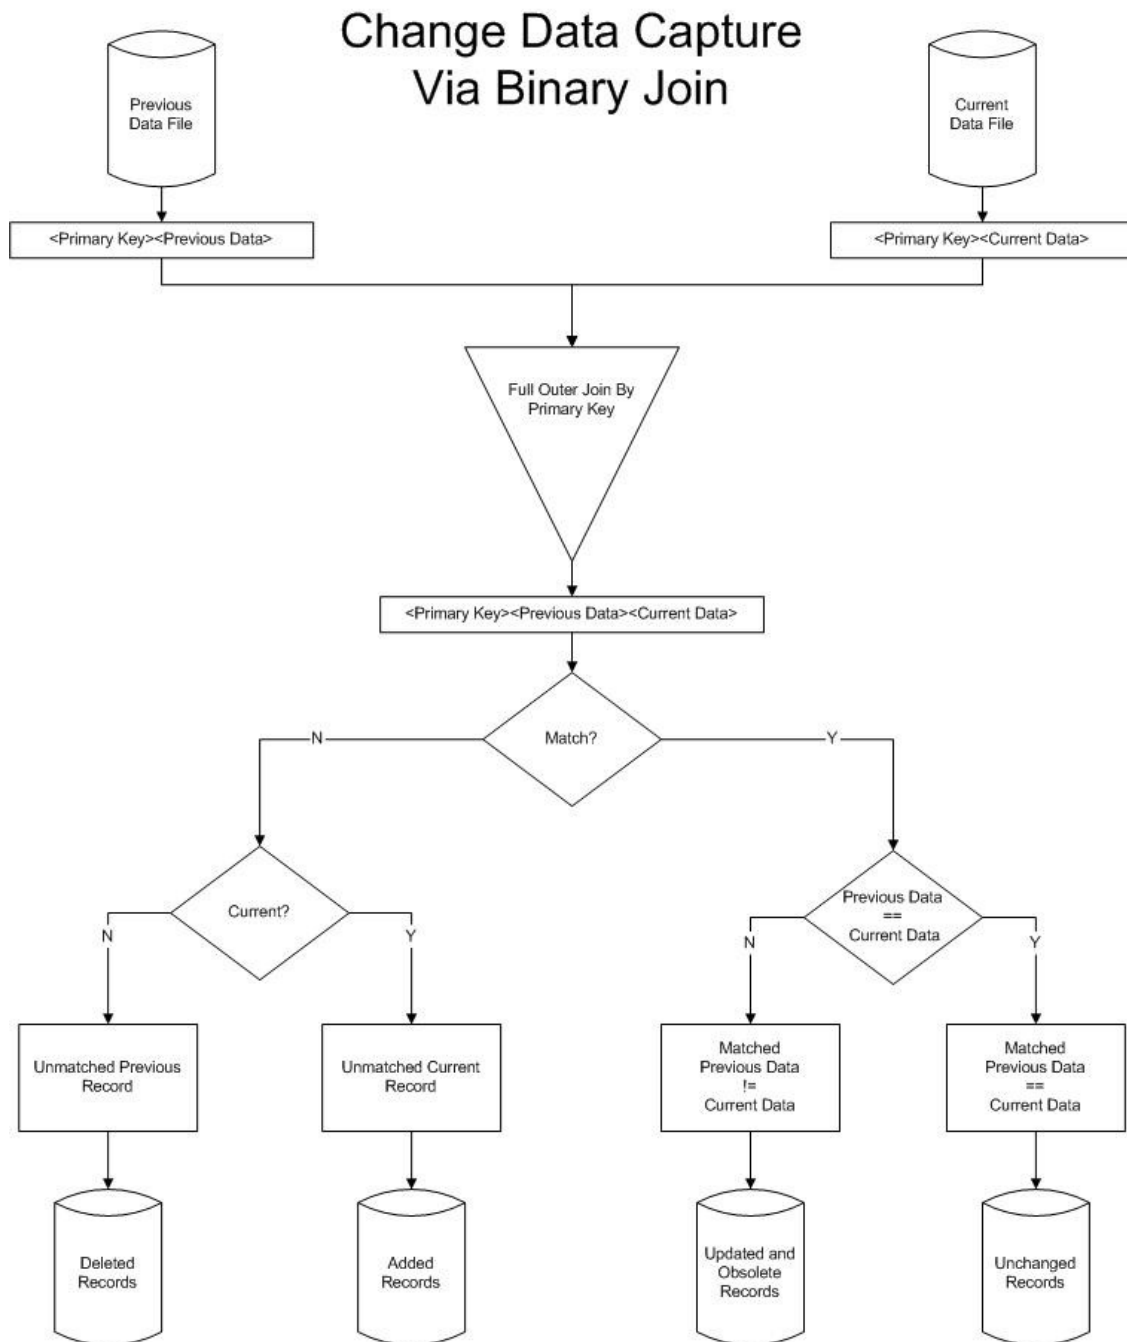 Change Data Capture
Via Binary Join
Previous
Data File
Current
Data File
<Primary Key><Previous Data>
<Primary Key><Current Data>
Full Outer Join By
Primary Key
<Primary Key><Previous Data><Current Data>
Match?
N
Y
Current?
Previous Data
==
Current Data
N
Y
N
Y
Unmatched Previous
Record
Unmatched Current
Record
Matched
Previous Data
!=
Current Data
Matched
Previous Data
==
Current Data
Deleted
Records
Added
Records
Updated and
Obsolete
Records
Unchanged
Records